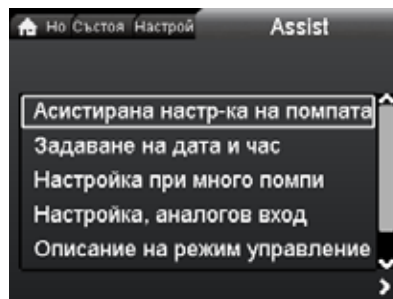 Но Състоя Настрой Assist
Асистирана настр-ка на помпата
Задаване на дата и час
Настройка при много помпи
Настройка, аналогов вход
Описание на режим управление